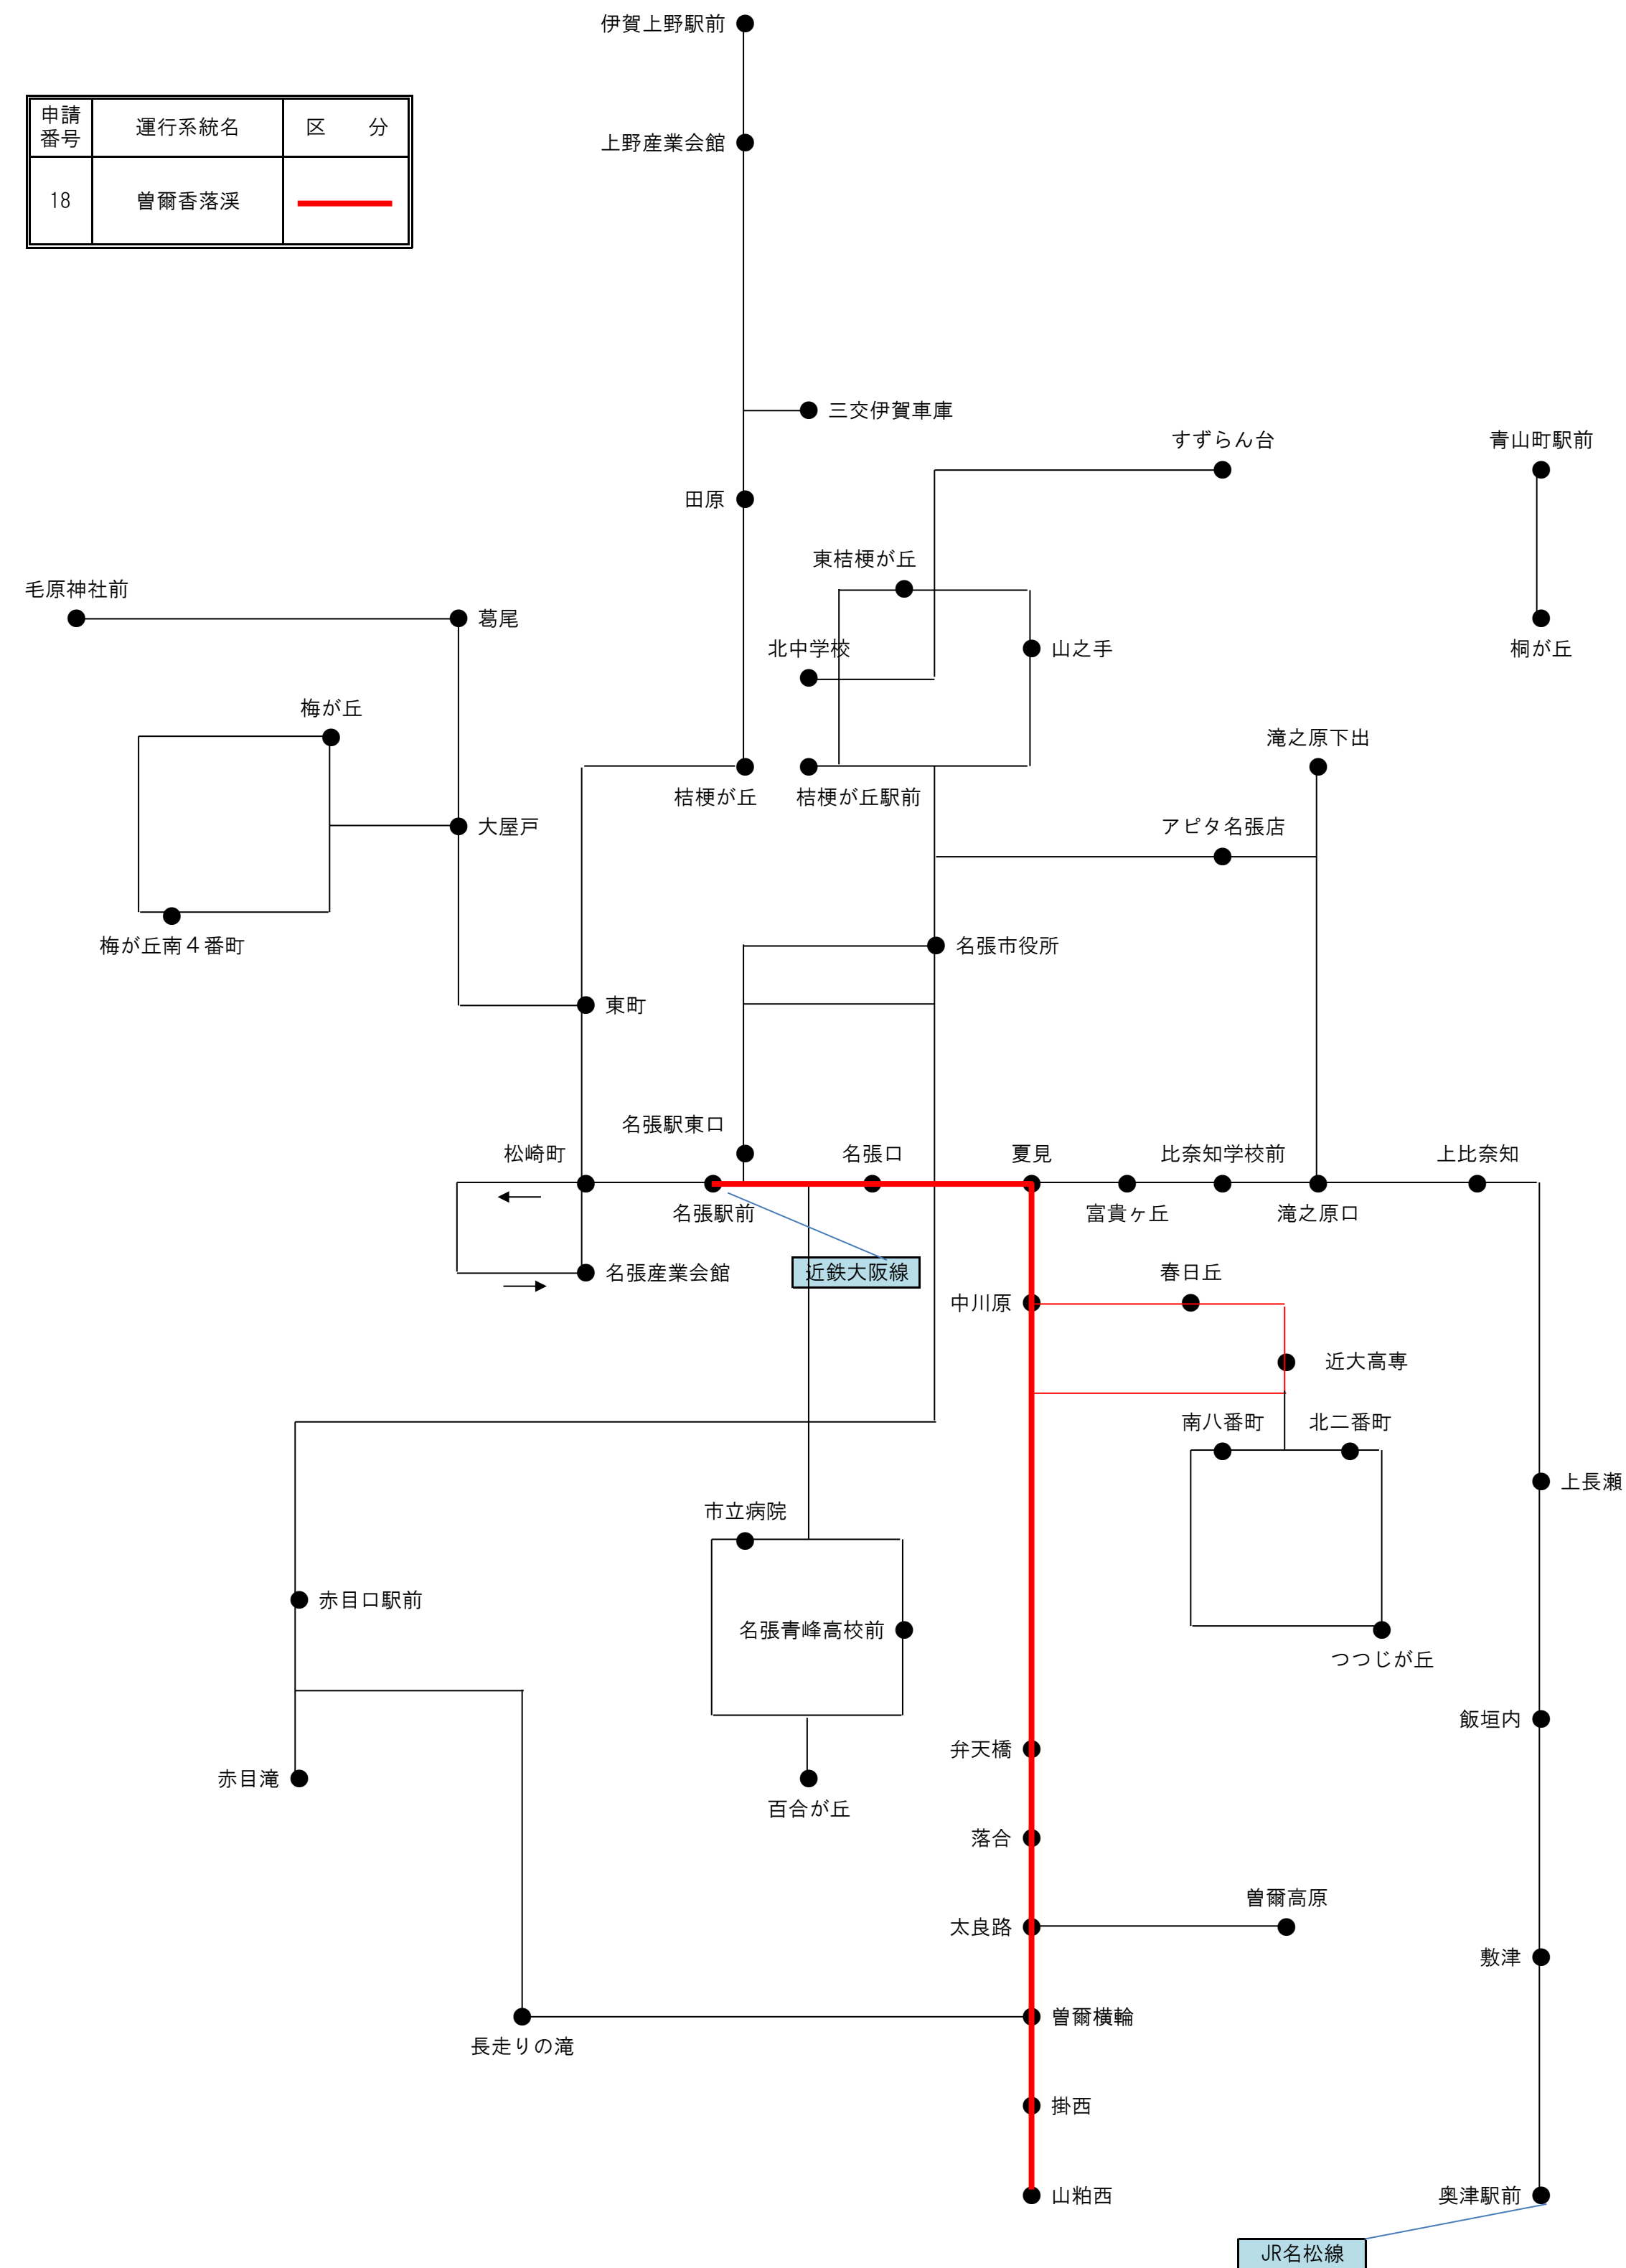 伊賀上野駅前
申請
番号
運行系統名
区　　分
上野産業会館
18
曽爾香落渓
三交伊賀車庫
すずらん台
青山町駅前
田原
東桔梗が丘
毛原神社前
葛尾
北中学校
山之手
桐が丘
梅が丘
滝之原下出
桔梗が丘
桔梗が丘駅前
大屋戸
アピタ名張店
梅が丘南４番町
名張市役所
東町
名張駅東口
松崎町
名張口
夏見
比奈知学校前
上比奈知
名張駅前
富貴ヶ丘
滝之原口
名張産業会館
近鉄大阪線
春日丘
中川原
近大高専
南八番町
北二番町
上長瀬
市立病院
赤目口駅前
名張青峰高校前
つつじが丘
飯垣内
弁天橋
赤目滝
百合が丘
落合
曽爾高原
太良路
敷津
曽爾横輪
長走りの滝
掛西
山粕西
奥津駅前
JR名松線